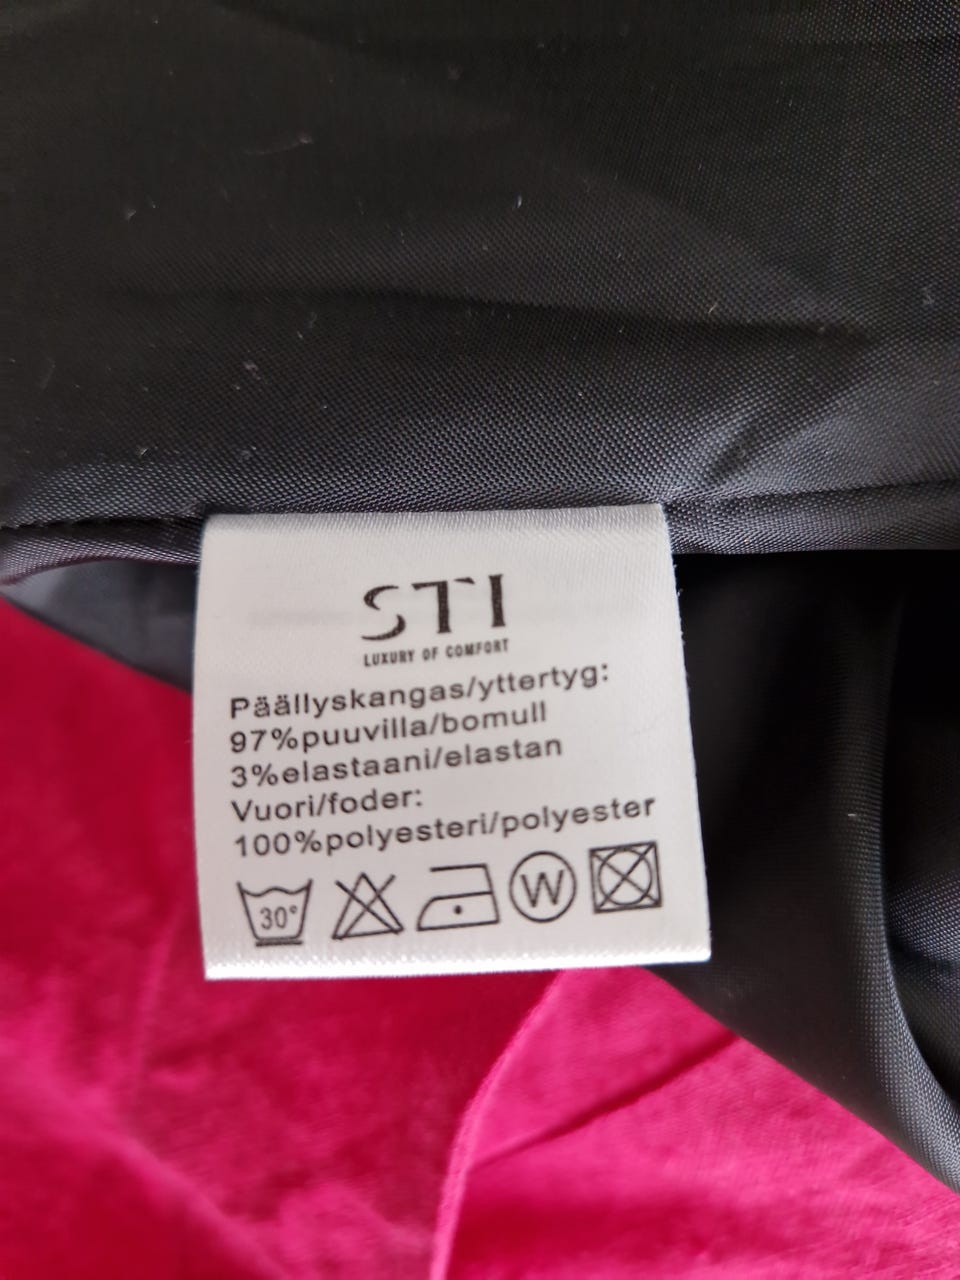 STI
LUXURY OF COMFORT
Päällyskangas/yttertyg:
97%puuvilla/bomull
3%elastaani/elastan
Vuori/foder:
100%polyesteri/polyester
30° W